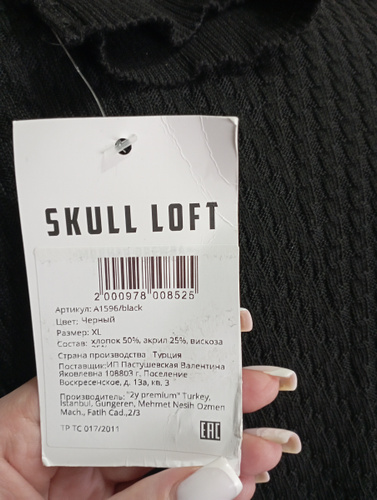 SKULL LOFT
2 000978 008525
Артикул: A1596/black
Цвет: Черный
Размер: XL
Состав: хлопок 50%, акрил 25%, вискоза
Страна производства Турция
Поставщик:ИП Пастушевская Валентина
Яковлевна 108803 г. Поселение
Воскресенское, д. 13а, кв. 3
Производитель: "2y premium" Turkey,
Istanbul, Gungeren, Mehmet Nesih Ozmen
Mach., Fatih Cad.,2/3
ТР ТС 017/2011
EAC